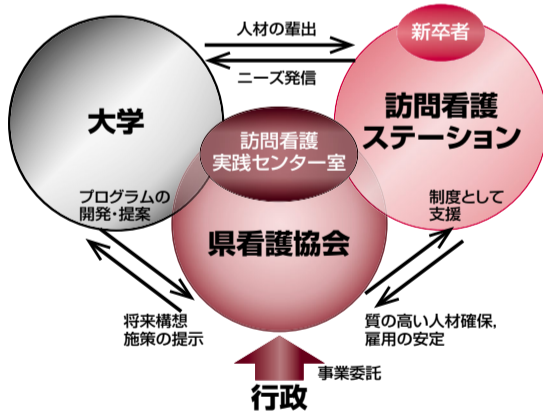 人材の輩出
ニーズ発信
新卒者
大学
訪問看護
ステーション
訪問看護
実践センター室
プログラムの
開発・提案
制度として
支援
県看護協会
将来構想
施策の提示
質の高い人材確保,
雇用の安定
事業委託
行政